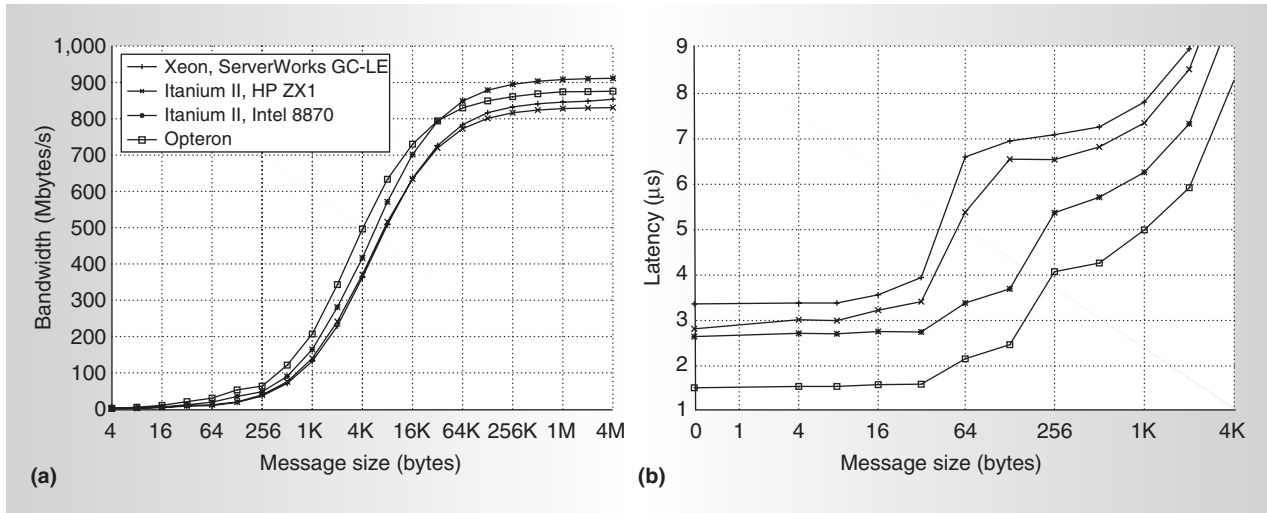 1,000
900
800
700
600
500
400
300
200
100
0
Bandwidth (Mbytes/s)
Xeon, ServerWorks GC-LE
Itanium II, HP ZX1
Itanium II, Intel 8870
Opteron
4 16 64 256 1K 4K 16K 64K 256K 1M 4M
Message size (bytes)
(a)
9
8
7
6
5
4
3
2
1
Latency (μs)
0 1 4 16 64 256 1K 4K
Message size (bytes)
(b)